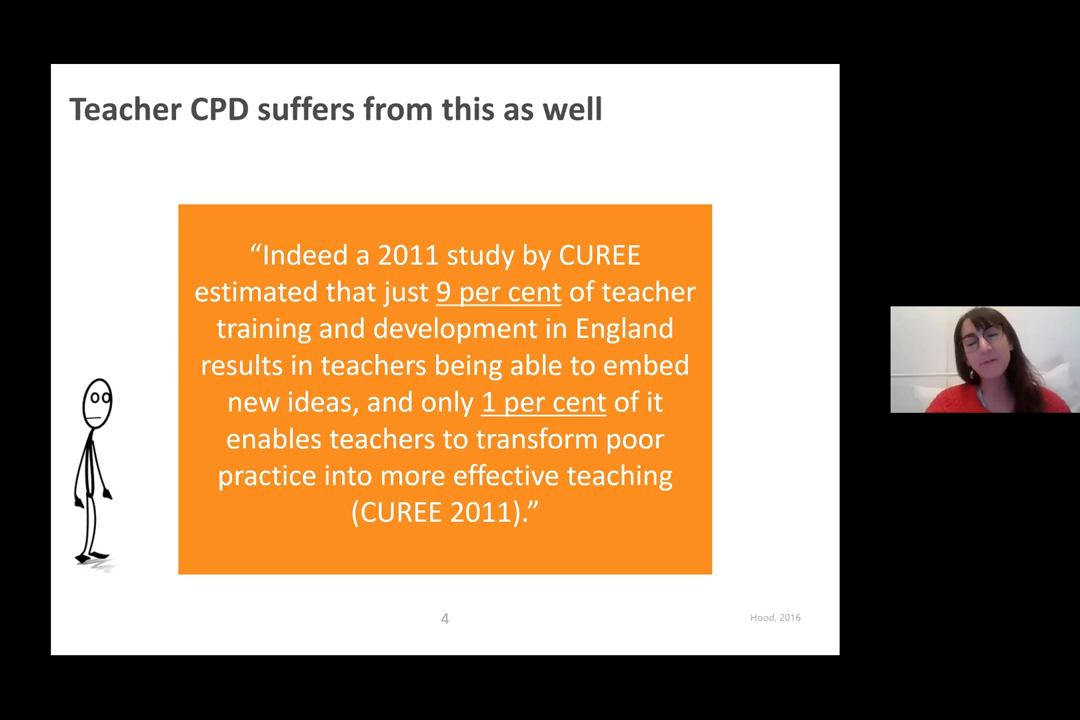 Teacher CPD suffers from this as well
“Indeed a 2011 study by CUREE
estimated that just 9 per cent of teacher
training and development in England
results in teachers being able to embed
new ideas, and only 1 per cent of it
enables teachers to transform poor
practice into more effective teaching
(CUREE 2011).”
4
Hood, 2016